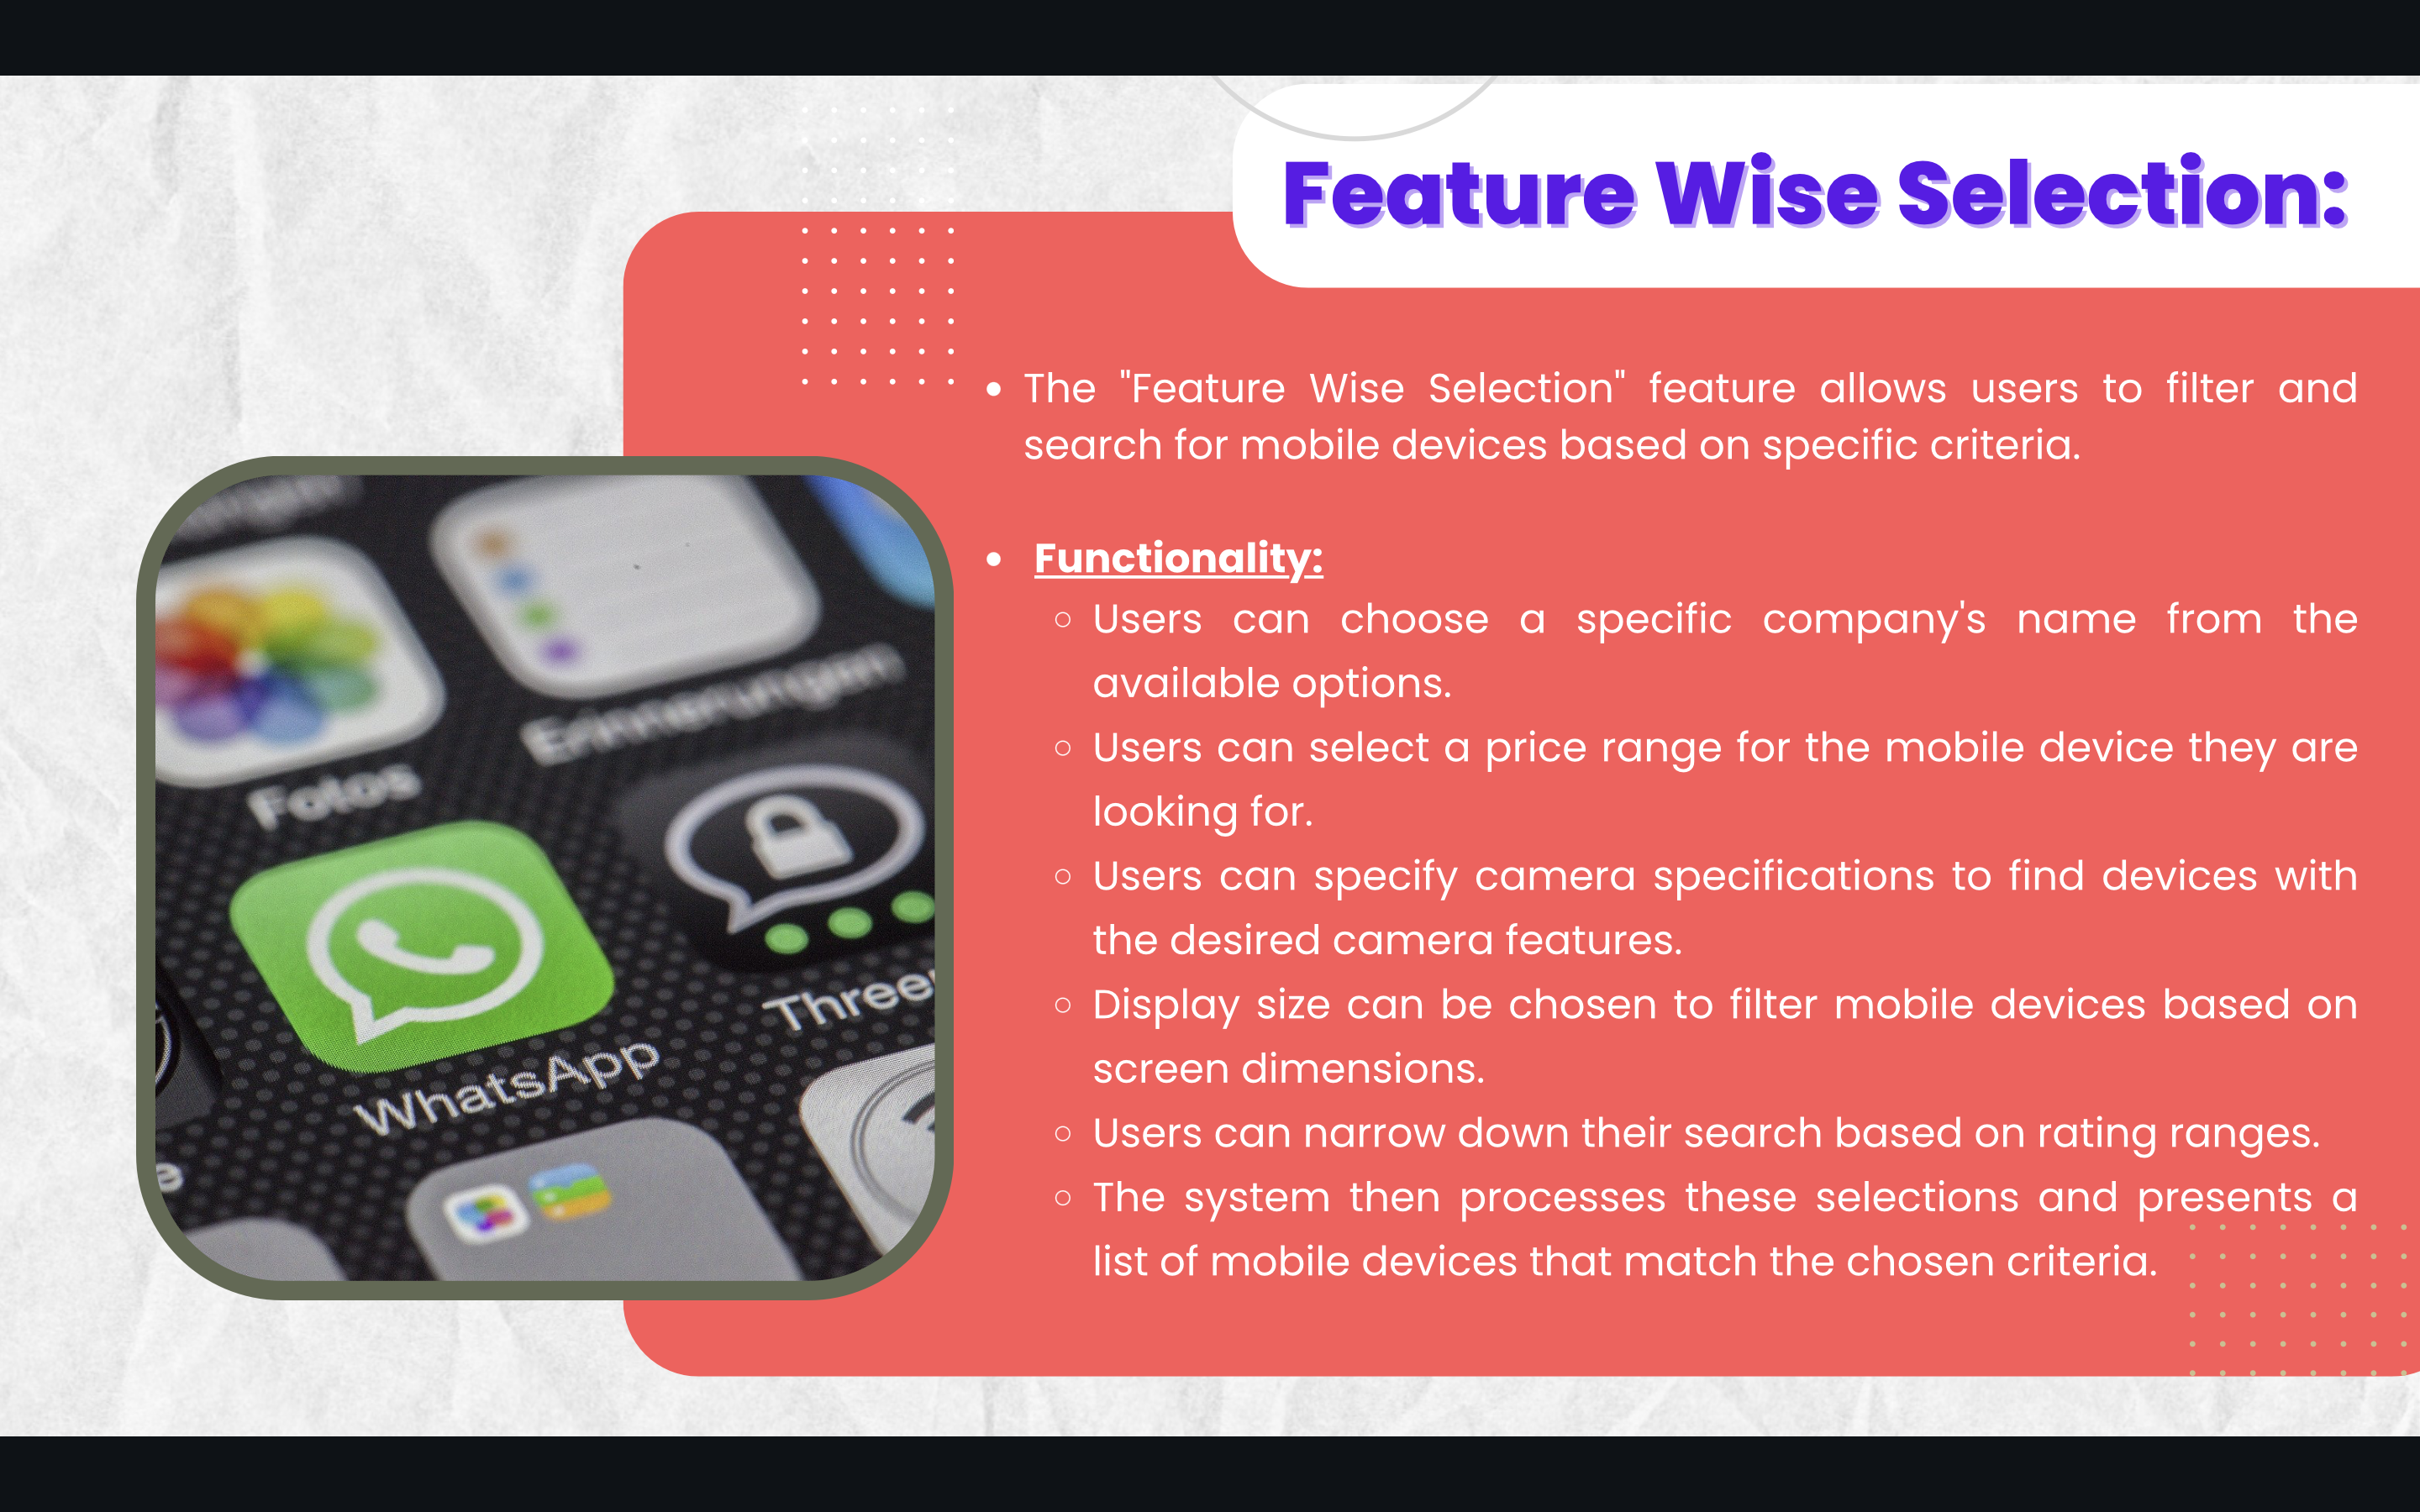 Feature Wise Selection:
• The "Feature Wise Selection" feature allows users to filter and
search for mobile devices based on specific criteria.
• Functionality:
○ Users can choose a specific company's name from the
available options.
○ Users can select a price range for the mobile device they are
looking for.
○ Users can specify camera specifications to find devices with
the desired camera features.
○ Display size can be chosen to filter mobile devices based on
screen dimensions.
○ Users can narrow down their search based on rating ranges.
○ The system then processes these selections and presents a
list of mobile devices that match the chosen criteria.
Erinnerungen
Fotos
Threer
WhatsApp
e